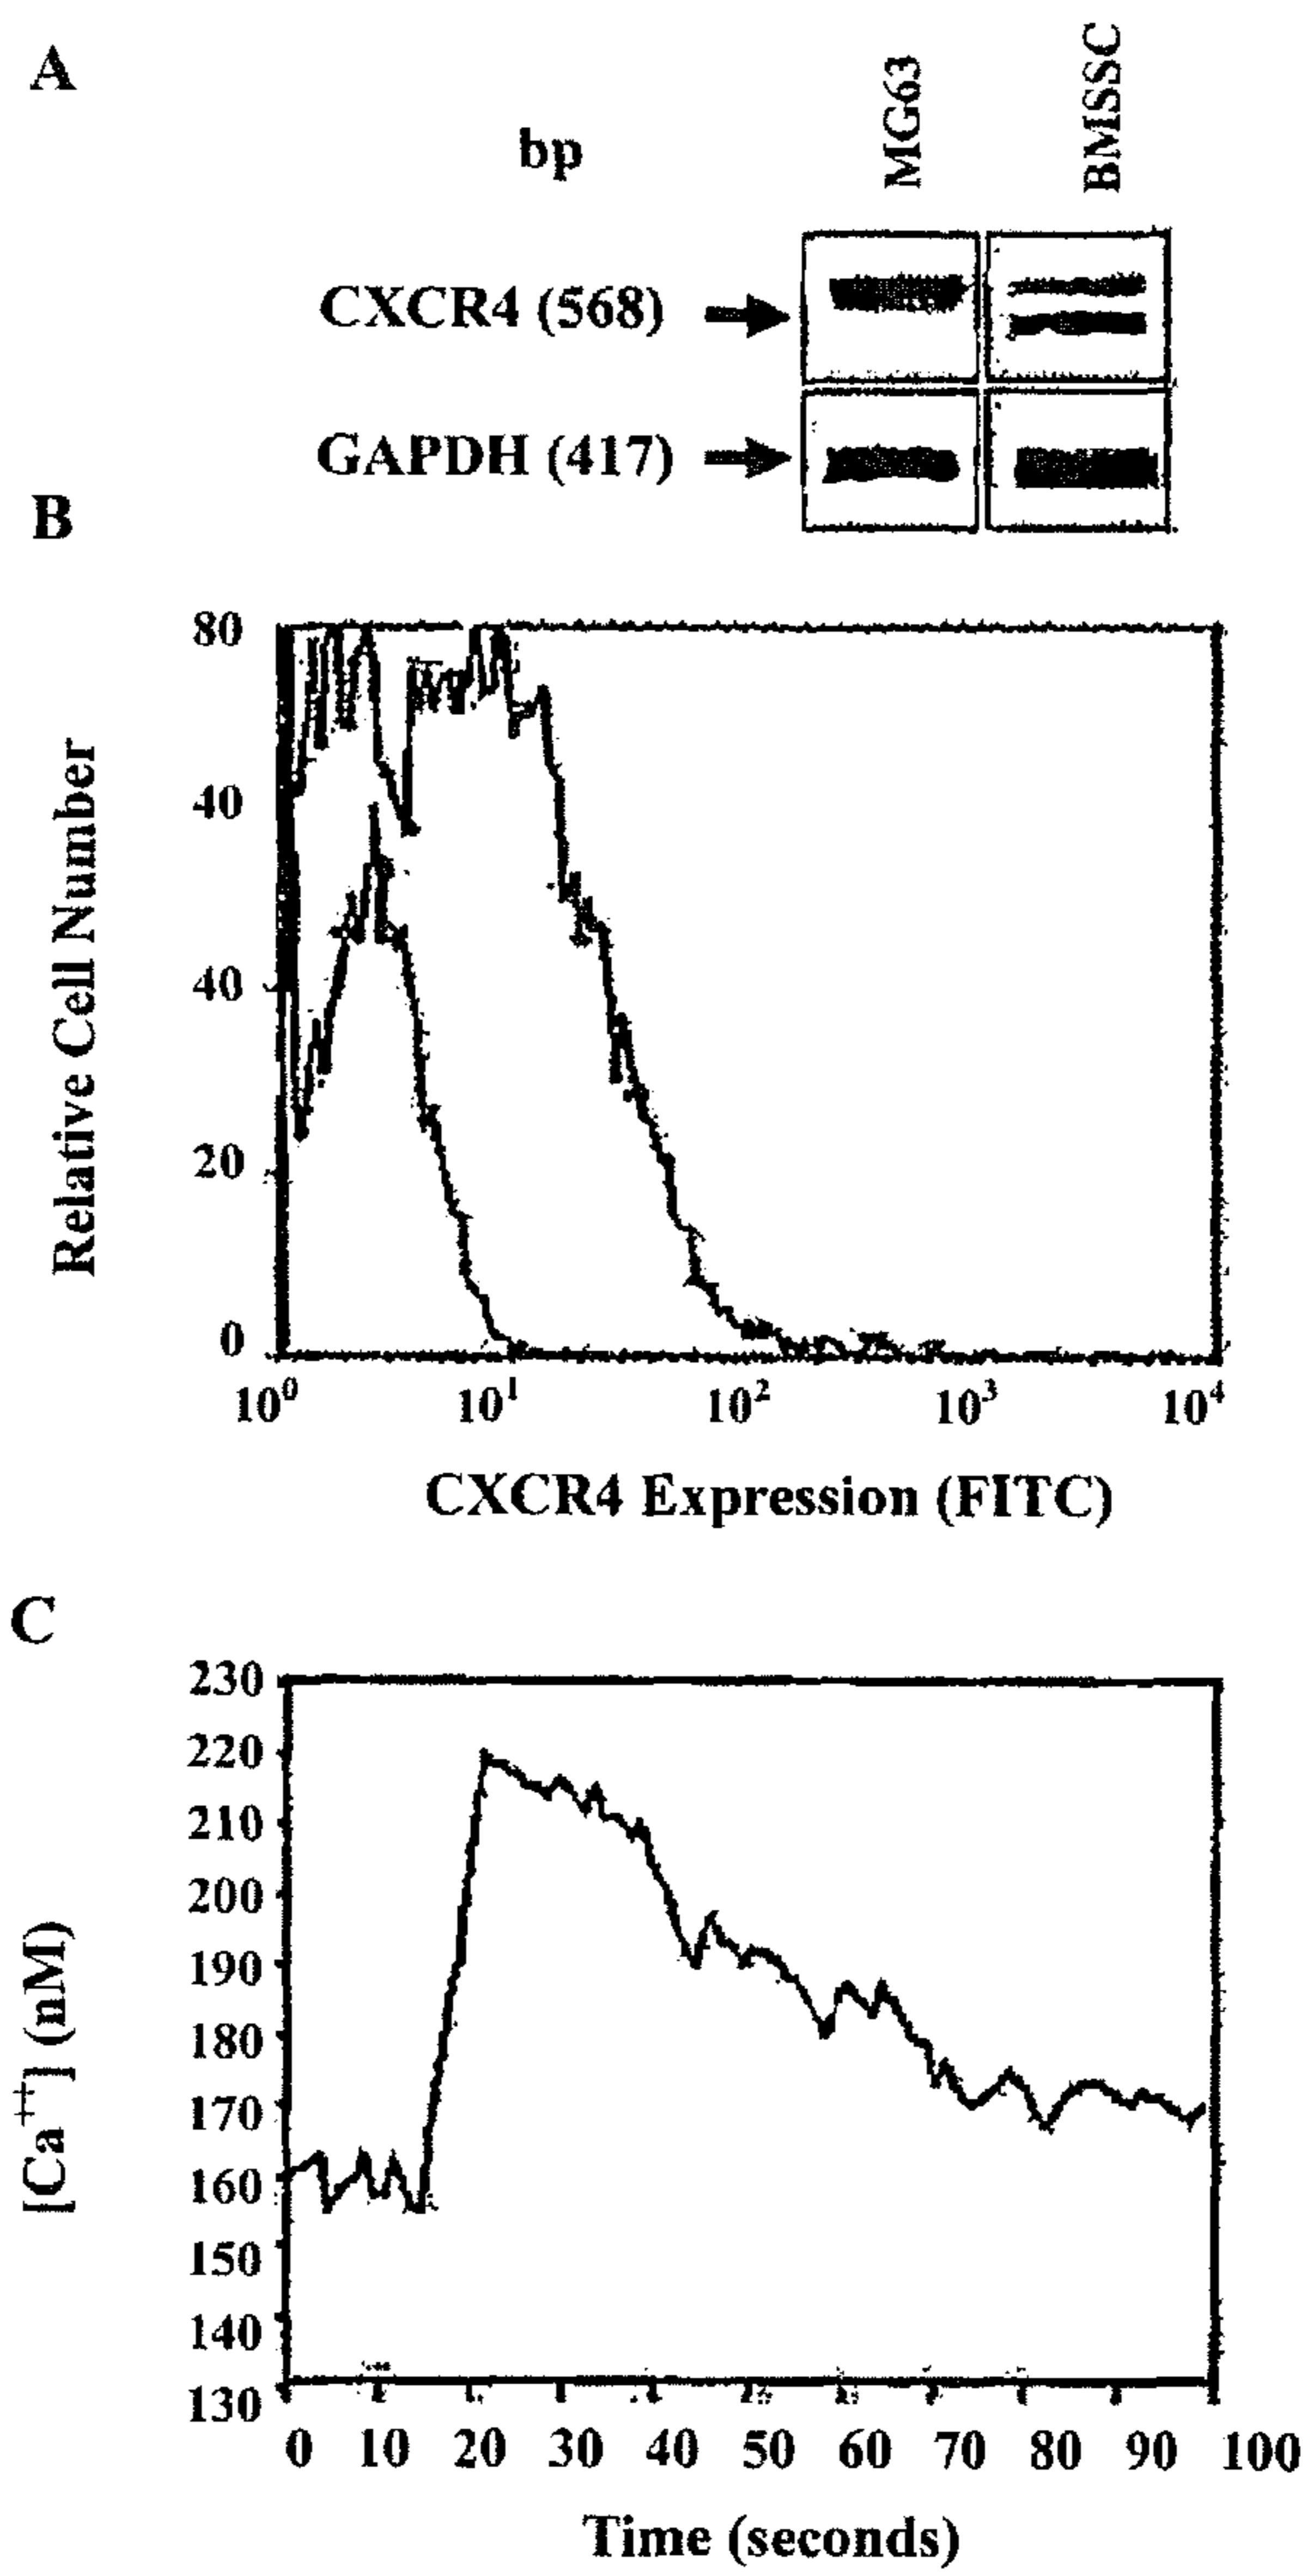 A
bp
MG63
BMSSC
CXCR4 (568)
GAPDH (417)
B
80
40
40
20
0
Relative Cell Number
10⁰ 10¹ 10² 10³ 10⁴
CXCR4 Expression (FITC)
C
230
220
210
200
190
180
170
160
150
140
130
[Ca⁺⁺] (nM)
0 10 20 30 40 50 60 70 80 90 100
Time (seconds)